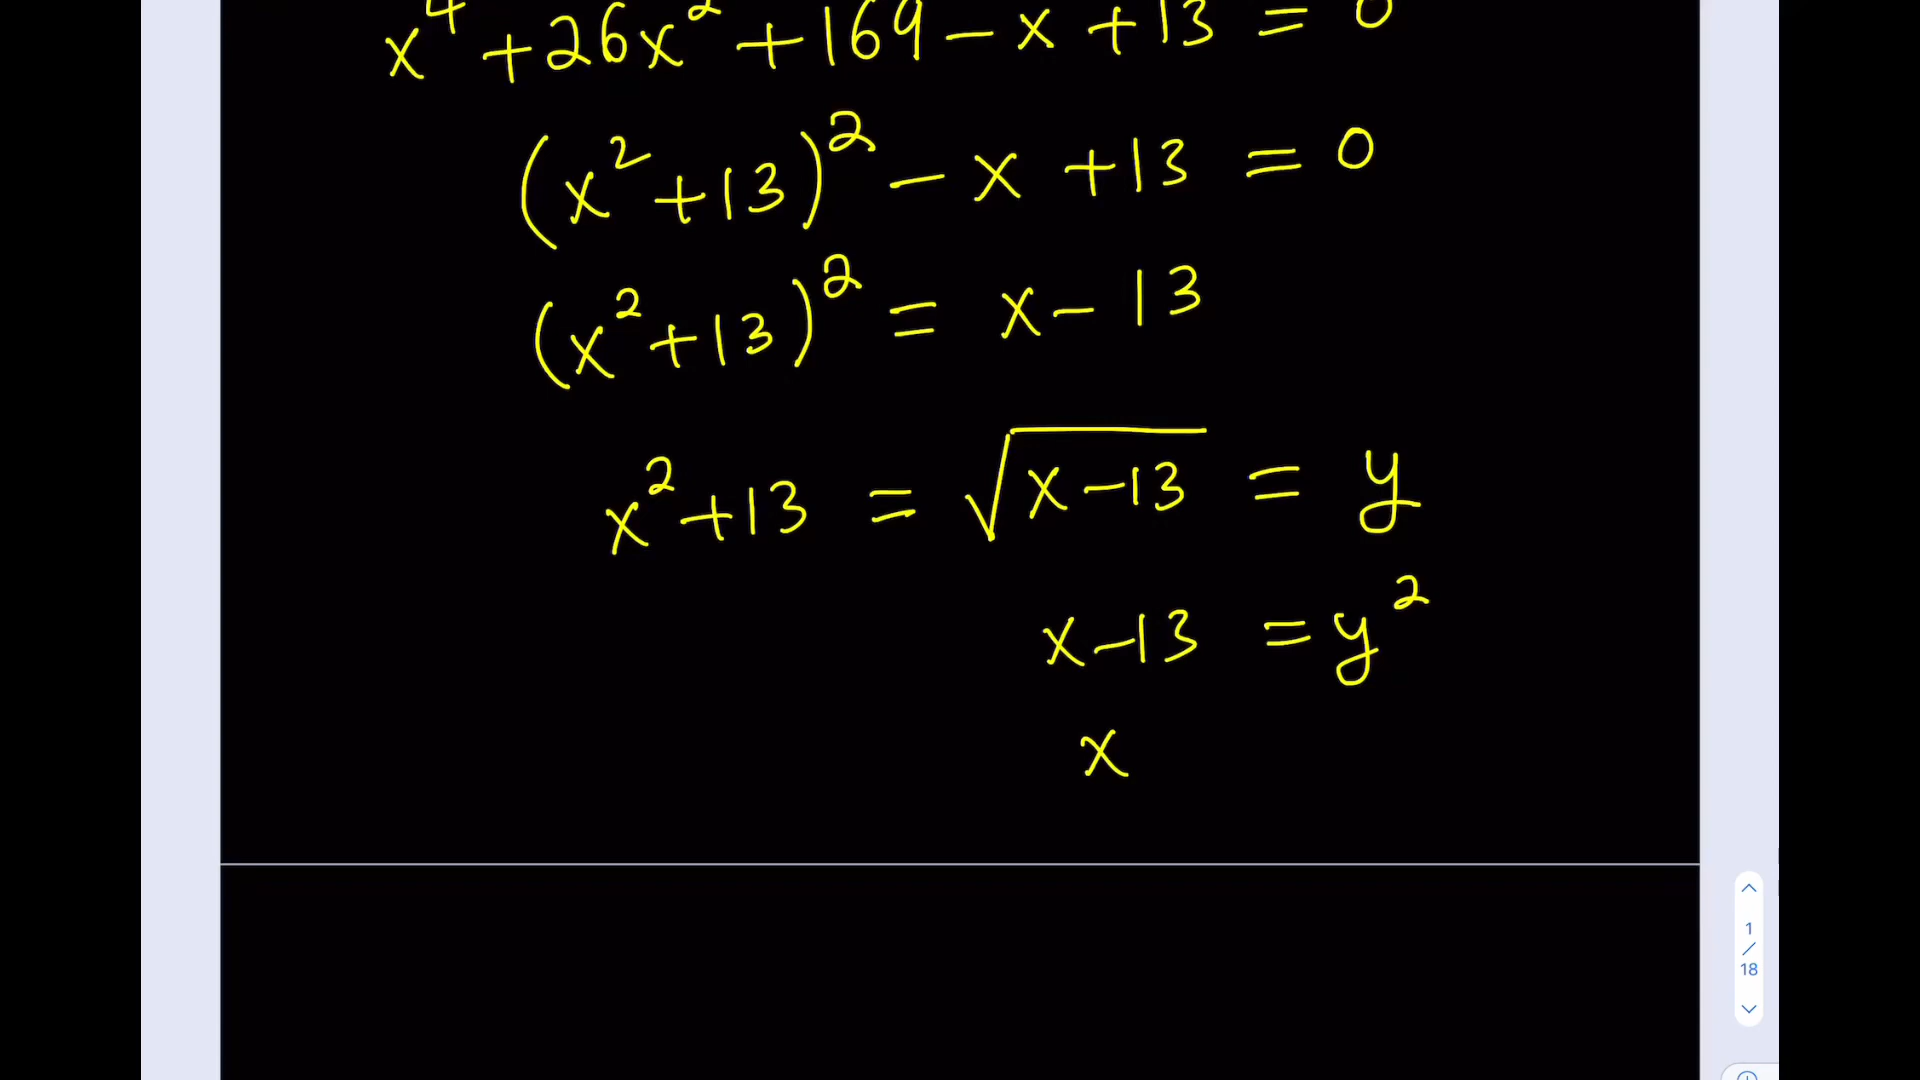 x⁴ + 26x² + 169 - x + 13 = 0
(x² + 13)² - x + 13 = 0
(x² + 13)² = x - 13
x² + 13 = √(x - 13) = y
x - 13 = y²
x
1
/
18